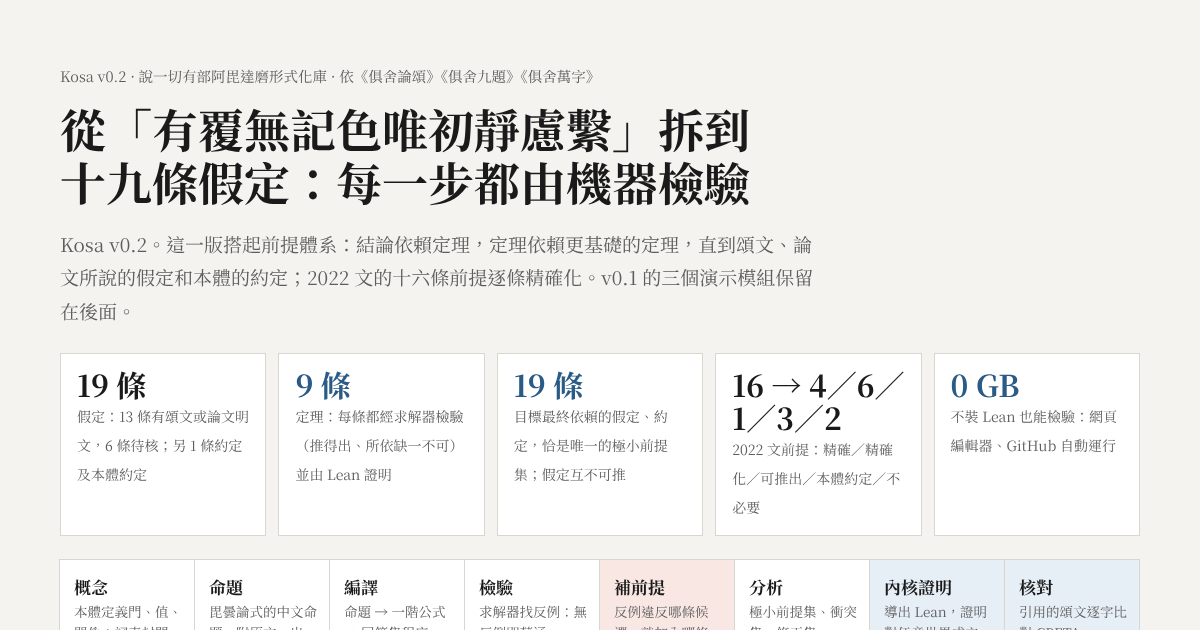 Kosa v0.2 · 說一切有部阿毘達磨形式化庫 · 依《俱舍論頌》《俱舍九題》《俱舍萬字》
從「有覆無記色唯初靜慮繫」拆到
十九條假定：每一步都由機器檢驗
Kosa v0.2。這一版搭起前提體系：結論依賴定理，定理依賴更基礎的定理，直到頌文、論
文所說的假定和本體的約定；2022 文的十六條前提逐條精確化。v0.1 的三個演示模組保留
在後面。
19 條
假定：13 條有頌文或論文明
文，6 條待核；另 1 條約定
及本體約定
9 條
定理：每條都經求解器檢驗
（推得出、所依缺一不可）
並由 Lean 證明
19 條
目標最終依賴的假定、約
定，恰是唯一的極小前提
集；假定互不可推
16 → 4／6／
1／3／2
2022 文前提：精確／精確
化／可推出／本體約定／不
必要
0 GB
不裝 Lean 也能檢驗：網頁
編輯器、GitHub 自動運行
概念
本體定義門、值、
命題
毘曇論式的中文命
編譯
命題 → 一階公式
檢驗
求解器找反例：無
補前提
反例違反哪條候
分析
極小前提集、衝突
內核證明
導出 Lean，證明
核對
引用的頌文逐字比